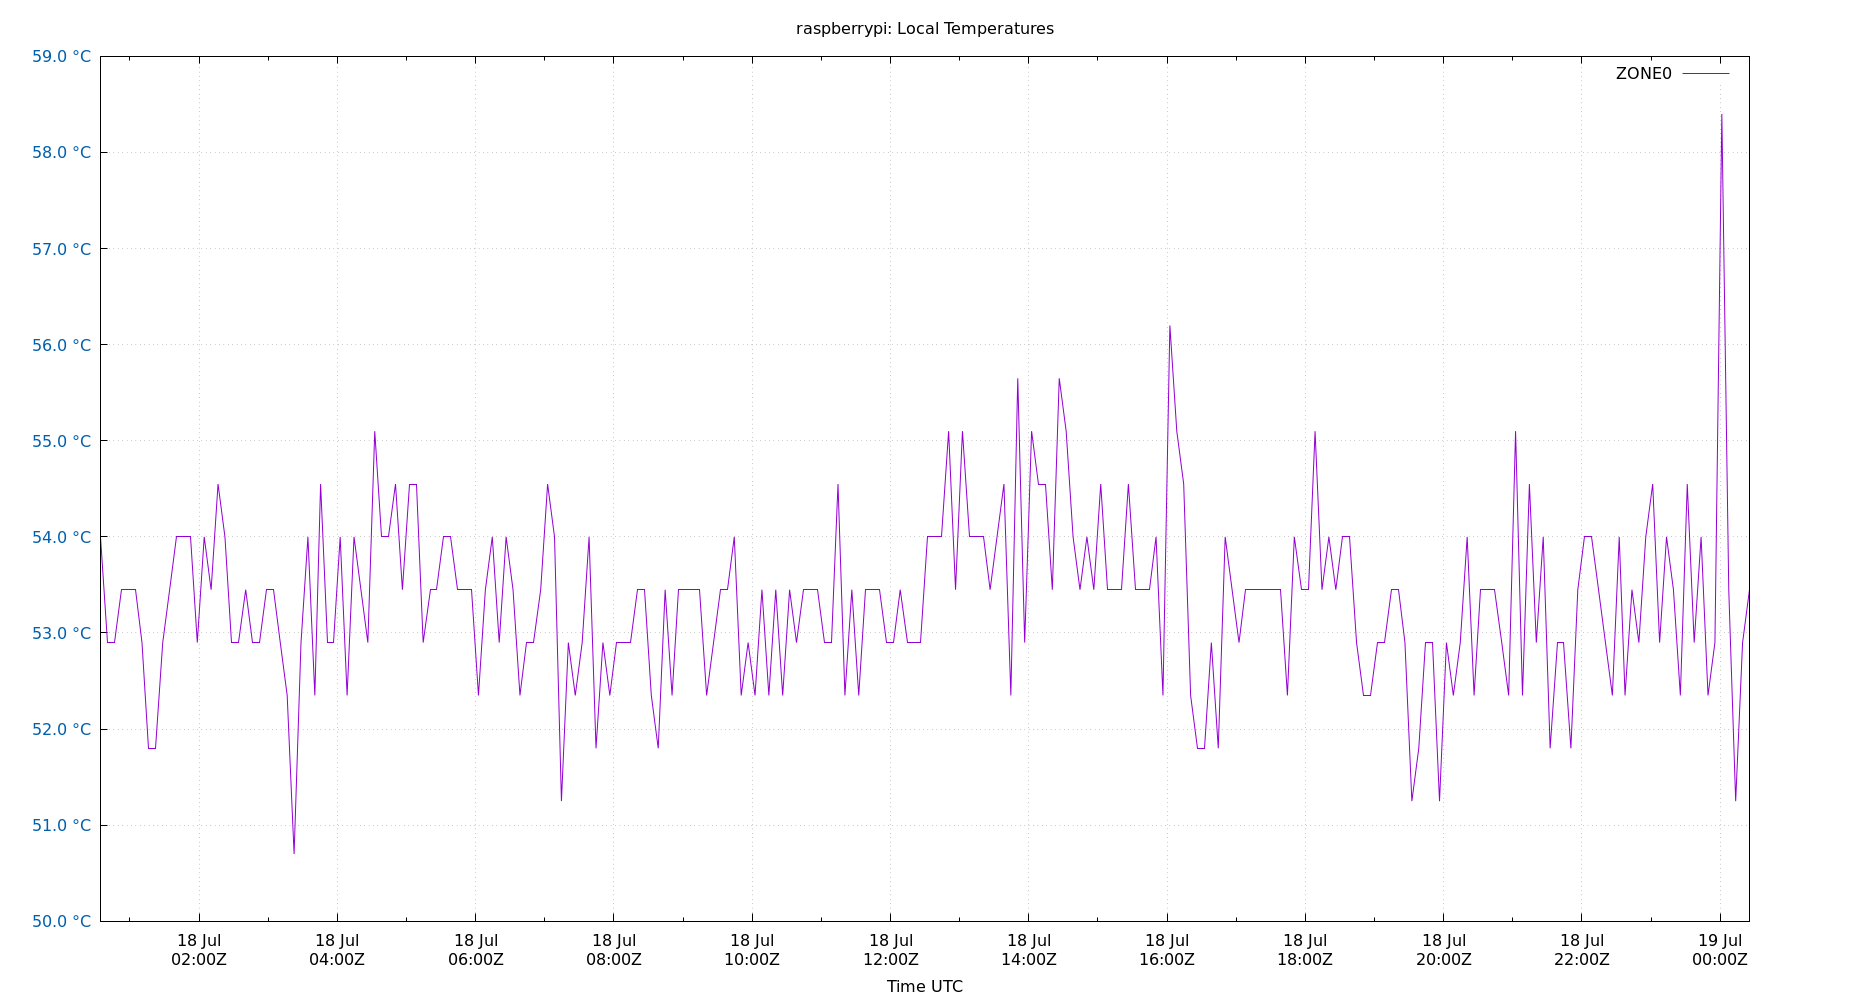 raspberrypi: Local Temperatures
59.0 °C
ZONE0
58.0 °C
57.0 °C
56.0 °C
55.0 °C
54.0 °C
53.0 °C
52.0 °C
51.0 °C
50.0 °C
18 Jul 18 Jul 18 Jul 18 Jul 18 Jul 18 Jul 18 Jul 18 Jul 18 Jul 18 Jul 18 Jul 19 Jul
02:00Z 04:00Z 06:00Z 08:00Z 10:00Z 12:00Z 14:00Z 16:00Z 18:00Z 20:00Z 22:00Z 00:00Z
Time UTC